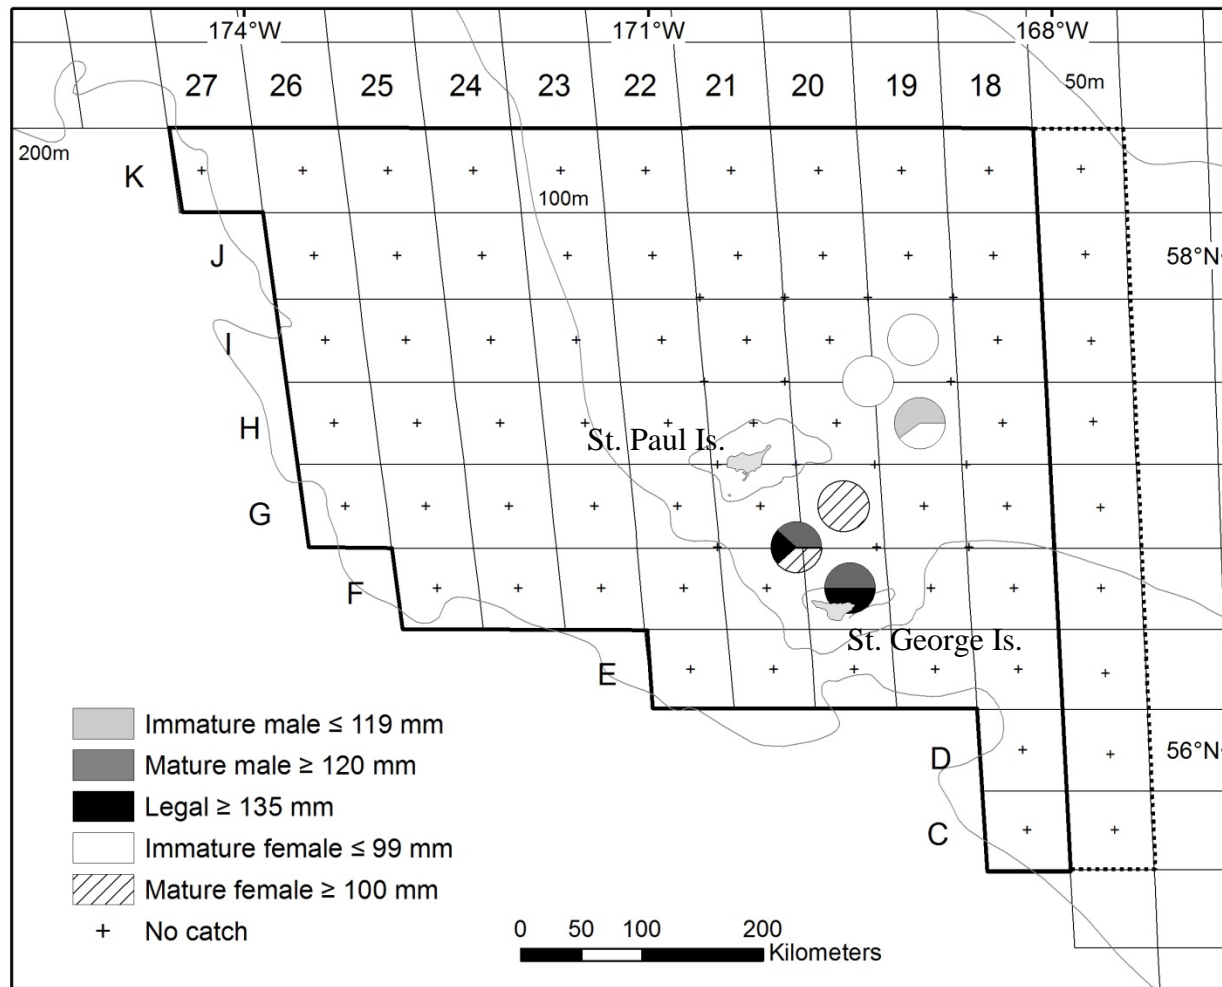 174°W 171°W 168°W
27 26 25 24 23 22 21 20 19 18 50m
200m
K
100m
J 58°N
I
H St. Paul Is.
G
F
St. George Is.
E
Immature male ≤ 119 mm
D 56°N
Mature male ≥ 120 mm
Legal ≥ 135 mm
C
Immature female ≤ 99 mm
Mature female ≥ 100 mm
+ No catch
0 50 100 200
Kilometers